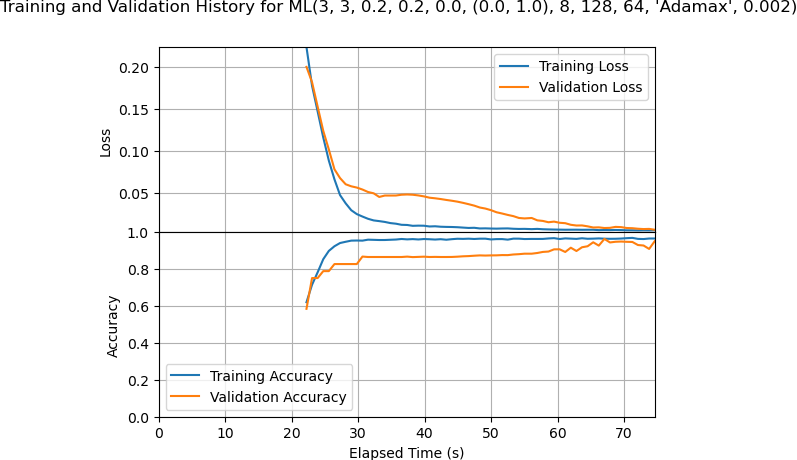 Training and Validation History for ML(3, 3, 0.2, 0.2, 0.0, (0.0, 1.0), 8, 128, 64, 'Adamax', 0.002)
0.20
0.15
0.10
0.05
Loss
Training Loss
Validation Loss
1.0
0.8
0.6
0.4
0.2
0.0
Accuracy
Training Accuracy
Validation Accuracy
0 10 20 30 40 50 60 70
Elapsed Time (s)